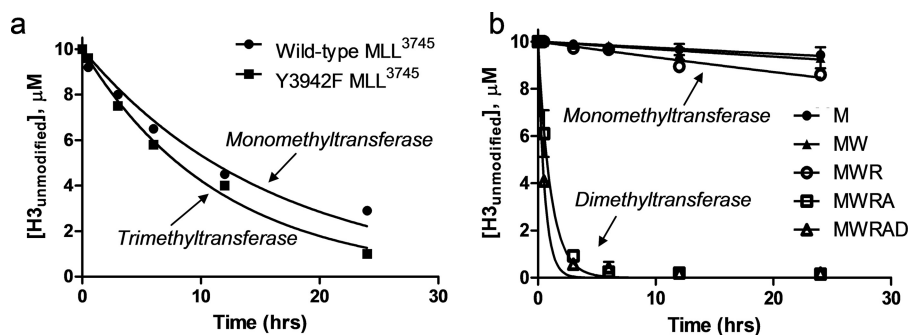 a
[H3unmodified], μM
10
8
6
4
2
0
0
10
20
30
Time (hrs)
Wild-type MLL3745
Y3942F MLL3745
Monomethyltransferase
Trimethyltransferase
b
[H3unmodified], μM
10
8
6
4
2
0
0
10
20
30
Time (hrs)
Monomethyltransferase
Dimethyltransferase
M
MW
MWR
MWRA
MWRAD